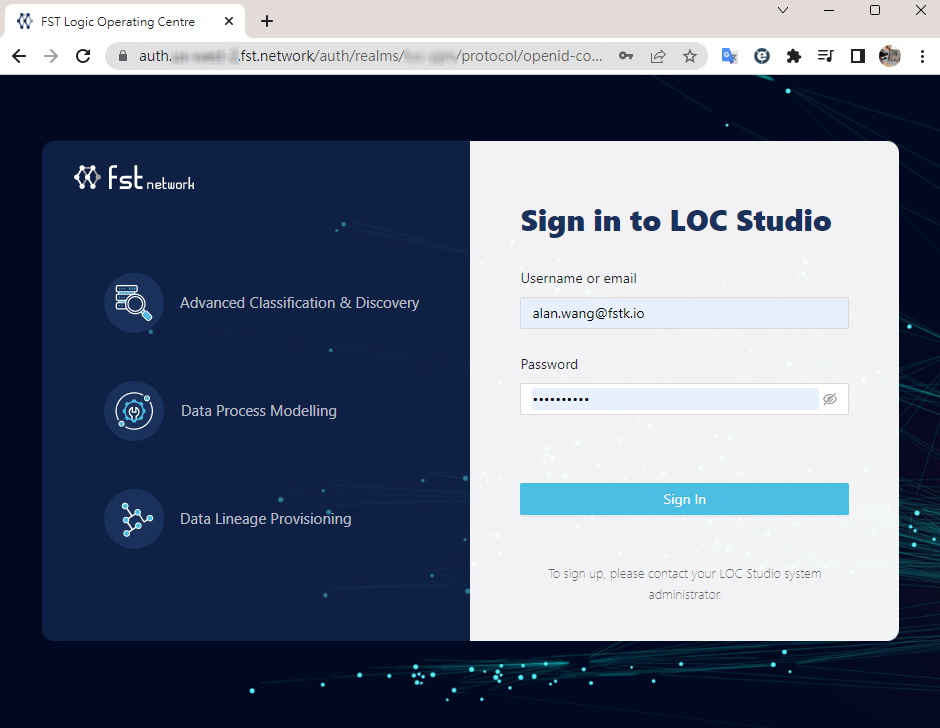 FST Logic Operating Centre
auth.
.fst.network/auth/realms/
/protocol/openid-co...
fst network
Advanced Classification & Discovery
Data Process Modelling
Data Lineage Provisioning
Sign in to LOC Studio
Username or email
alan.wang@fstk.io
Password
••••••••••
Sign In
To sign up, please contact your LOC Studio system
administrator.